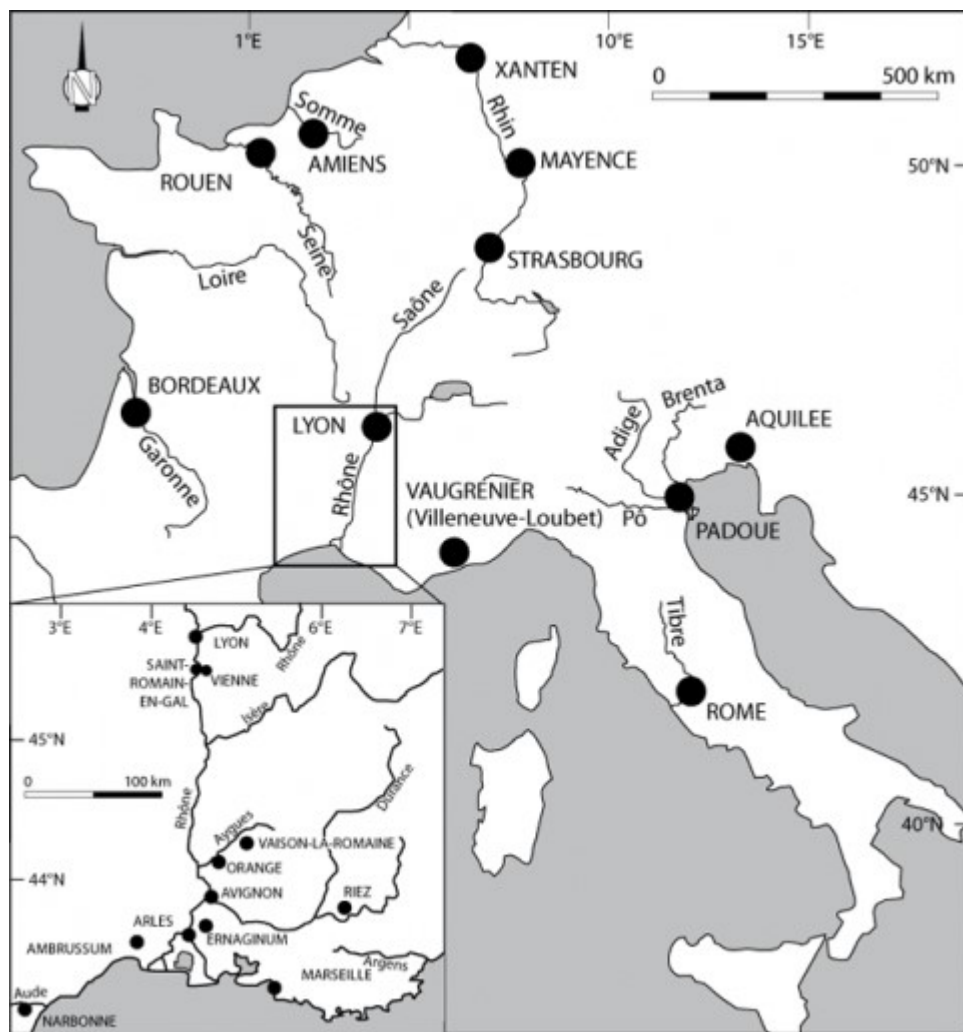 1°E
10°E
15°E
N
XANTEN
0
500 km
Somme
Rhin
AMIENS
MAYENCE
50°N
ROUEN
Seine
STRASBOURG
Loire
Saône
BORDEAUX
Brenta
Adige
AQUILEE
LYON
Garonne
Rhône
VAUGRENIER
(Villeneuve-Loubet)
45°N
Pô
PADOUE
Tibre
ROME
40°N
3°E
4°E
6°E
7°E
LYON
Rhône
SAINT-
ROMAIN-
EN-GAL
VIENNE
Isère
45°N
0
100 km
Rhône
Durance
Aygues
VAISON-LA-ROMAINE
ORANGE
44°N
AVIGNON
RIEZ
ARLES
ERNAGINUM
AMBRUSSUM
MARSEILLE
Argens
Aude
NARBONNE